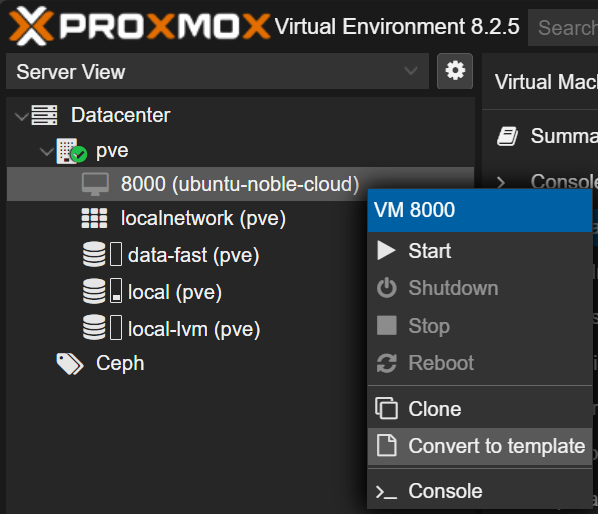 PROXMOX Virtual Environment 8.2.5 Search
Server View
Virtual Mac
Datacenter
pve
Summa
8000 (ubuntu-noble-cloud)
Console
VM 8000
localnetwork (pve)
Start
data-fast (pve)
Shutdown
local (pve)
Stop
local-lvm (pve)
Reboot
Ceph
Clone
Convert to template
Console